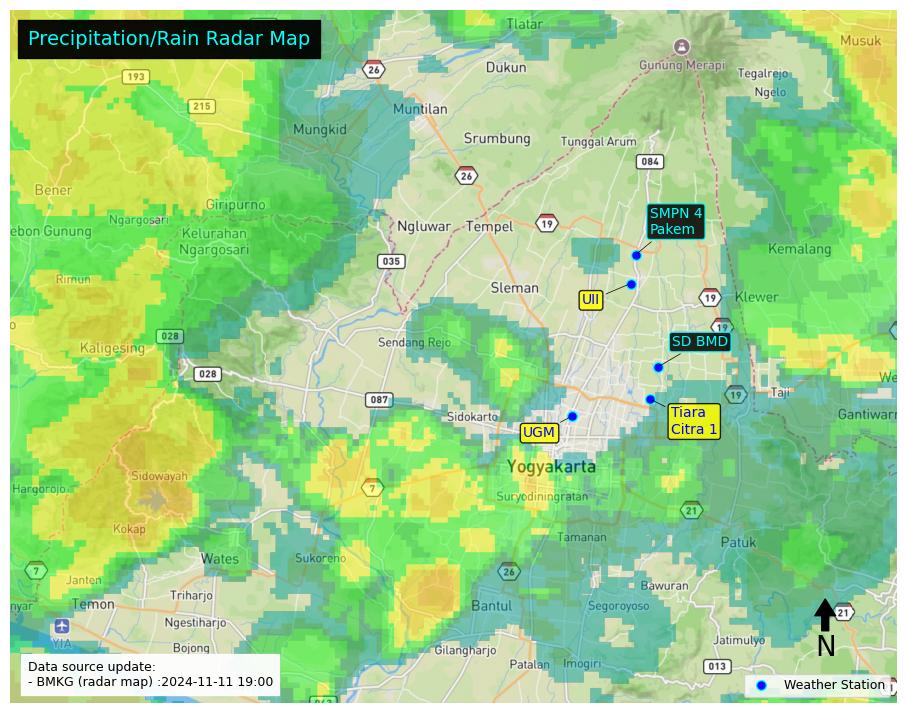 Precipitation/Rain Radar Map
Tlatar
Musuk
193
26
Dukun
Gunung Merapi
Tegalrejo
Ngelo
215
Muntilan
Mungkid
Srumbung
Tunggal Arum
084
26
Bener
Giripurno
Ngargosari
SMPN 4
Pakem
ebon Gunung
Kelurahan
Ngargosari
Ngluwar
Tempel
19
Kemalang
035
Rimun
Sleman
UII
19
Klewer
19
028
Kaligesing
Sendang Rejo
SD BMD
028
We
087
19
Taji
Sidokarto
UGM
Tiara
Citra 1
Gantiwarn
Yogyakarta
Sidowayah
Hargorojo
7
Suryodiningratan
21
Kokap
Tamanan
Patuk
Wates
Sukoreno
7
Janten
26
Bawuran
nyar
Temon
Triharjo
Bantul
Segoroyoso
21
Ngestiharjo
YIA
N
Bojong
Gilangharjo
Jatimulyo
Patalan
Imogiri
013
Data source update:
- BMKG (radar map) :2024-11-11 19:00
Weather Station